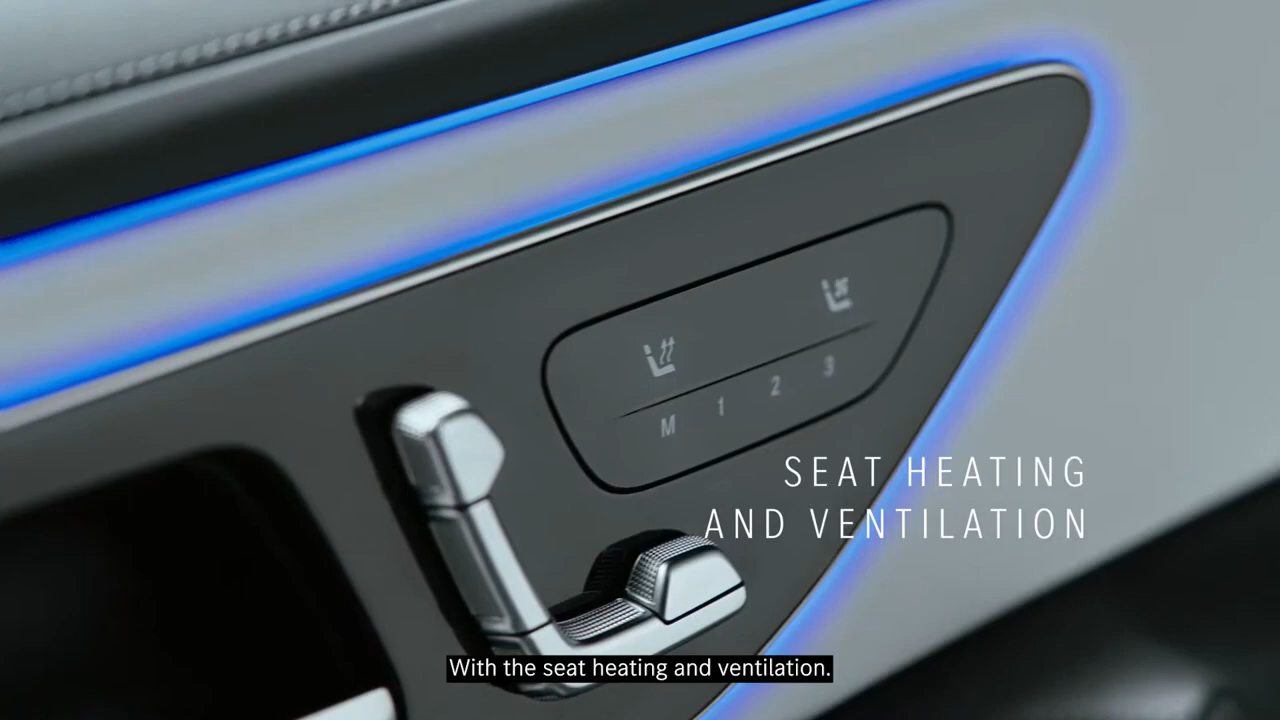 M 1 2 3
SEAT HEATING
AND VENTILATION
With the seat heating and ventilation.